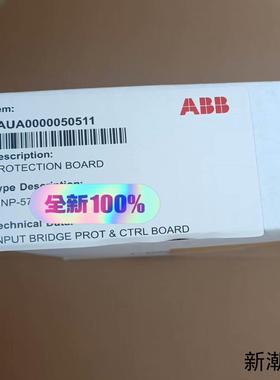 em:
AUA0000050511
ABB
escription:
ROTECTION BOARD
ype Description:
NP-57
全新100%
echnical Data:
NPUT BRIDGE PROT & CTRL BOARD
新潮